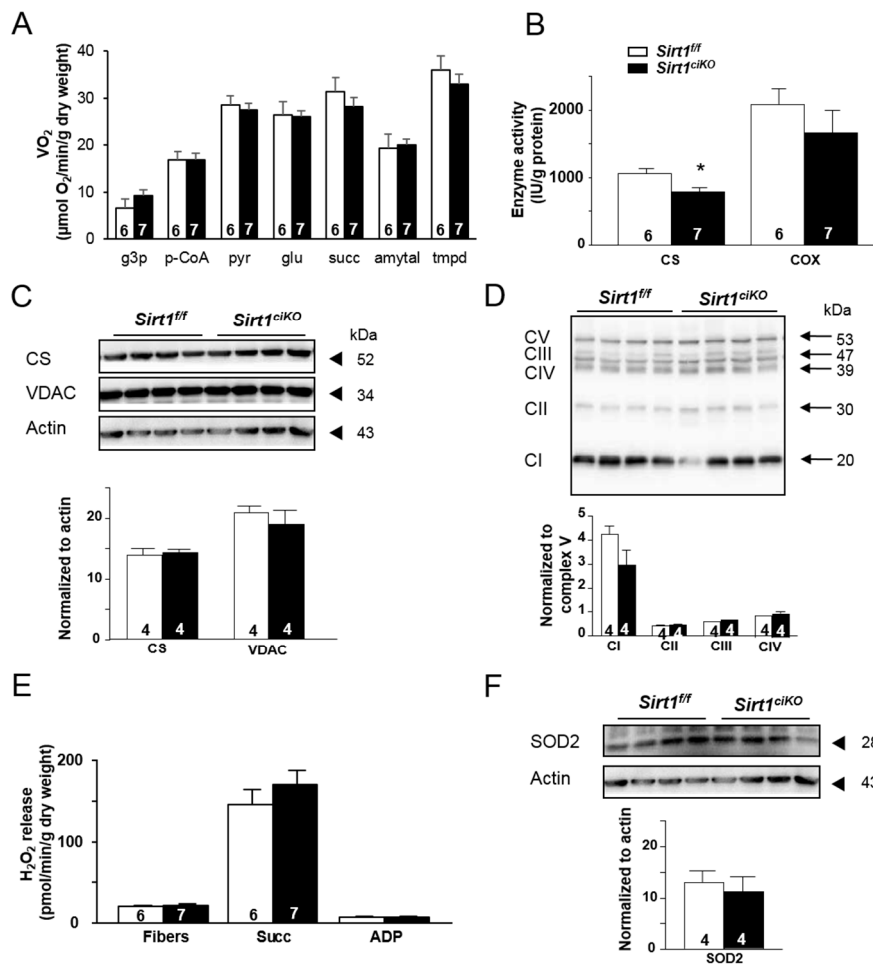 A
VO2
(μmol O2/min/g dry weight)
40
30
20
10
0
6 7 6 7 6 7 6 7 6 7 6 7 6 7
g3p p-CoA pyr glu succ amytal tmpd
B
Sirt1f/f
Sirt1ciKO
Enzyme activity
(IU/g protein)
2000
1000
0
*
6 7 6 7
CS COX
C
Sirt1f/f Sirt1ciKO
kDa
CS 52
VDAC 34
Actin 43
Normalized to actin
20
10
0
4 4 4 4
CS VDAC
D
Sirt1f/f Sirt1ciKO
kDa
CV 53
CIII 47
CIV 39
CII 30
CI 20
Normalized to
complex V
5
4
3
2
1
0
4 4 4 4 4 4 4 4
CI CII CIII CIV
E
H2O2 release
(pmol/min/g dry weight)
200
100
0
6 7 6 7
Fibers Succ ADP
F
Sirt1f/f Sirt1ciKO
SOD2 28
Actin 43
Normalized to actin
20
10
0
4 4
SOD2